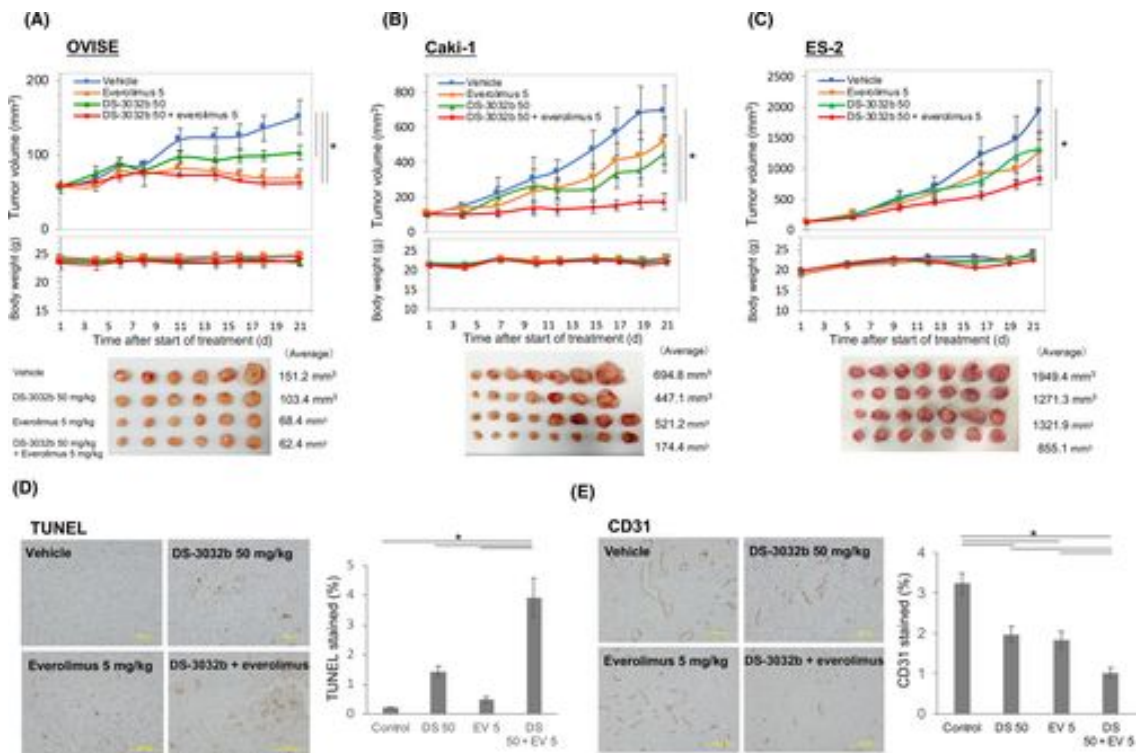 (A)
OVISE
200
100
0
Tumor volume (mm³)
Vehicle
Everolimus 5
DS-3032b 50
DS-3032b 50 + everolimus 5
*
25
20
15
Body weight (g)
1 3 5 7 9 11 13 15 17 19 21
Time after start of treatment (d)
(Average)
Vehicle 151.2 mm³
DS-3032b 50 mg/kg 103.4 mm³
Everolimus 5 mg/kg 68.4 mm³
DS-3032b 50 mg/kg
+ Everolimus 5 mg/kg 62.4 mm³
(B)
Caki-1
800
600
400
200
0
Tumor volume (mm³)
Vehicle
Everolimus 5
DS-3032b 50
DS-3032b 50 + everolimus 5
*
25
20
15
10
Body weight (g)
1 3 5 7 9 11 13 15 17 19 21
Time after start of treatment (d)
(Average)
694.8 mm³
447.1 mm³
521.2 mm³
174.4 mm³
(C)
ES-2
2500
2000
1500
1000
500
0
Tumor volume (mm³)
Vehicle
Everolimus 5
DS-3032b 50
DS-3032b 50 + everolimus 5
*
25
20
15
10
Body weight (g)
1 3 5 7 9 11 13 15 17 19 21
Time after start of treatment (d)
(Average)
1949.4 mm³
1271.3 mm³
1321.9 mm³
855.1 mm³
(D)
TUNEL
Vehicle
DS-3032b 50 mg/kg
Everolimus 5 mg/kg
DS-3032b + everolimus
*
5
4
3
2
1
0
TUNEL stained (%)
Control DS 50 EV 5 DS
50 + EV 5
(E)
CD31
Vehicle
DS-3032b 50 mg/kg
Everolimus 5 mg/kg
DS-3032b + everolimus
*
4
3
2
1
0
CD31 stained (%)
Control DS 50 EV 5 DS
50 + EV 5